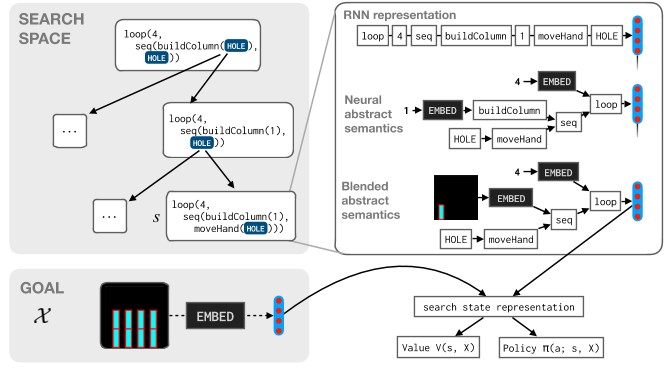 SEARCH
SPACE
loop(4,
seq(buildColumn(HOLE),
HOLE))
...
loop(4,
seq(buildColumn(1),
HOLE))
...
s
loop(4,
seq(buildColumn(1),
moveHand(HOLE)))
RNN representation
loop 4 seq buildColumn 1 moveHand HOLE
Neural
abstract
semantics
4 EMBED
1 EMBED buildColumn loop
seq
HOLE moveHand
Blended
abstract
semantics
4 EMBED
EMBED loop
seq
HOLE moveHand
GOAL
X
EMBED
search state representation
Value V(s, X) Policy π(a; s, X)